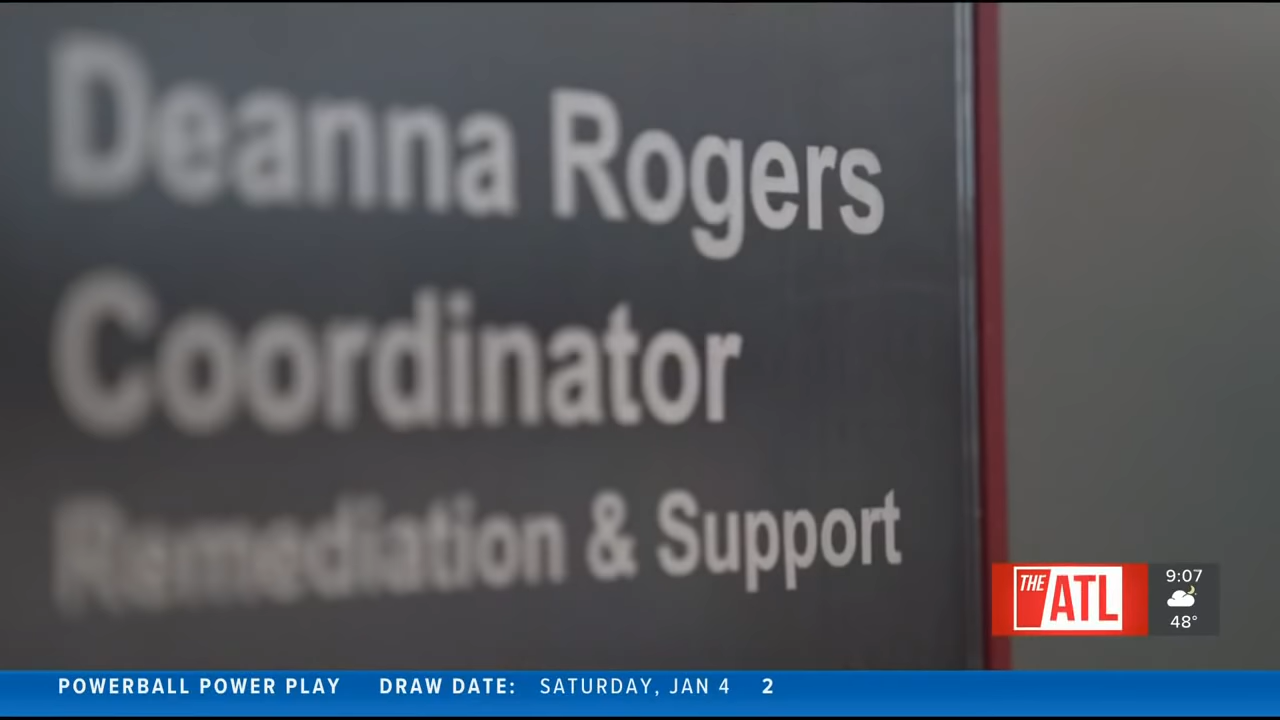 Deanna Rogers
Coordinator
Remediation & Support
THE ATL
9:07
48°
POWERBALL POWER PLAY DRAW DATE: SATURDAY, JAN 4 2